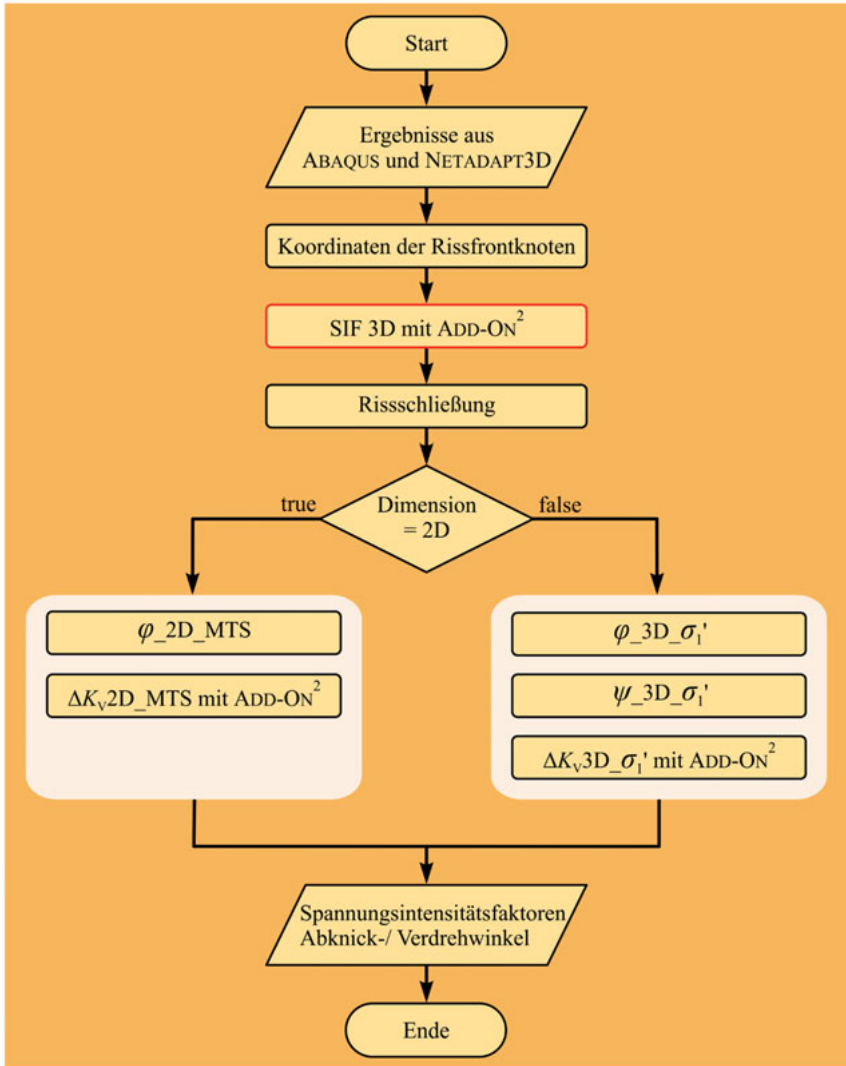 Start
Ergebnisse aus
ABAQUS und NETADAPT3D
Koordinaten der Rissfrontknoten
SIF 3D mit ADD-ON²
Rissschließung
true
Dimension
= 2D
false
φ_2D_MTS
ΔKᵥ2D_MTS mit ADD-ON²
φ_3D_σ₁'
ψ_3D_σ₁'
ΔKᵥ3D_σ₁' mit ADD-ON²
Spannungsintensitätsfaktoren
Abknick-/ Verdrehwinkel
Ende